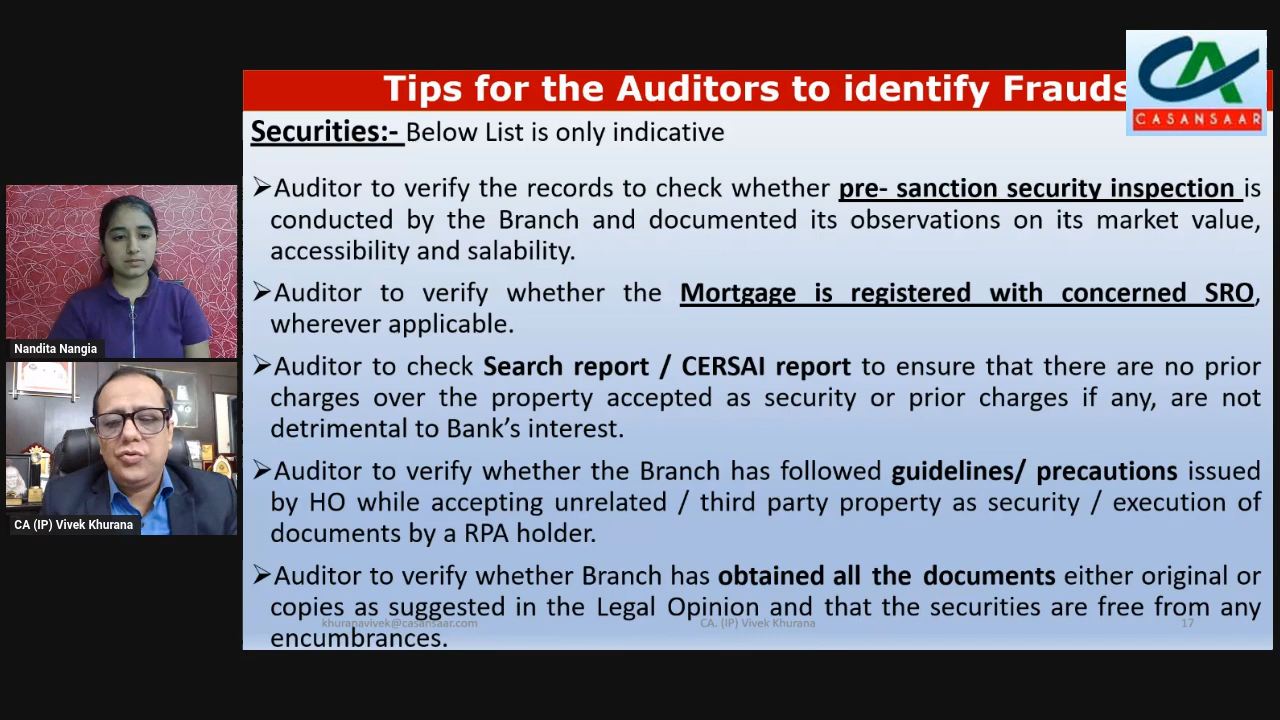 Tips for the Auditors to identify Frauds
CASANSAAR
Securities:- Below List is only indicative
➢Auditor to verify the records to check whether pre- sanction security inspection is
conducted by the Branch and documented its observations on its market value,
accessibility and salability.
➢Auditor to verify whether the Mortgage is registered with concerned SRO,
wherever applicable.
➢Auditor to check Search report / CERSAI report to ensure that there are no prior
charges over the property accepted as security or prior charges if any, are not
detrimental to Bank’s interest.
➢Auditor to verify whether the Branch has followed guidelines/ precautions issued
by HO while accepting unrelated / third party property as security / execution of
documents by a RPA holder.
➢Auditor to verify whether Branch has obtained all the documents either original or
copies as suggested in the Legal Opinion and that the securities are free from any
encumbrances.
khuranavivek@casansaar.com
CA. (IP) Vivek Khurana
17
Nandita Nangia
CA (IP) Vivek Khurana